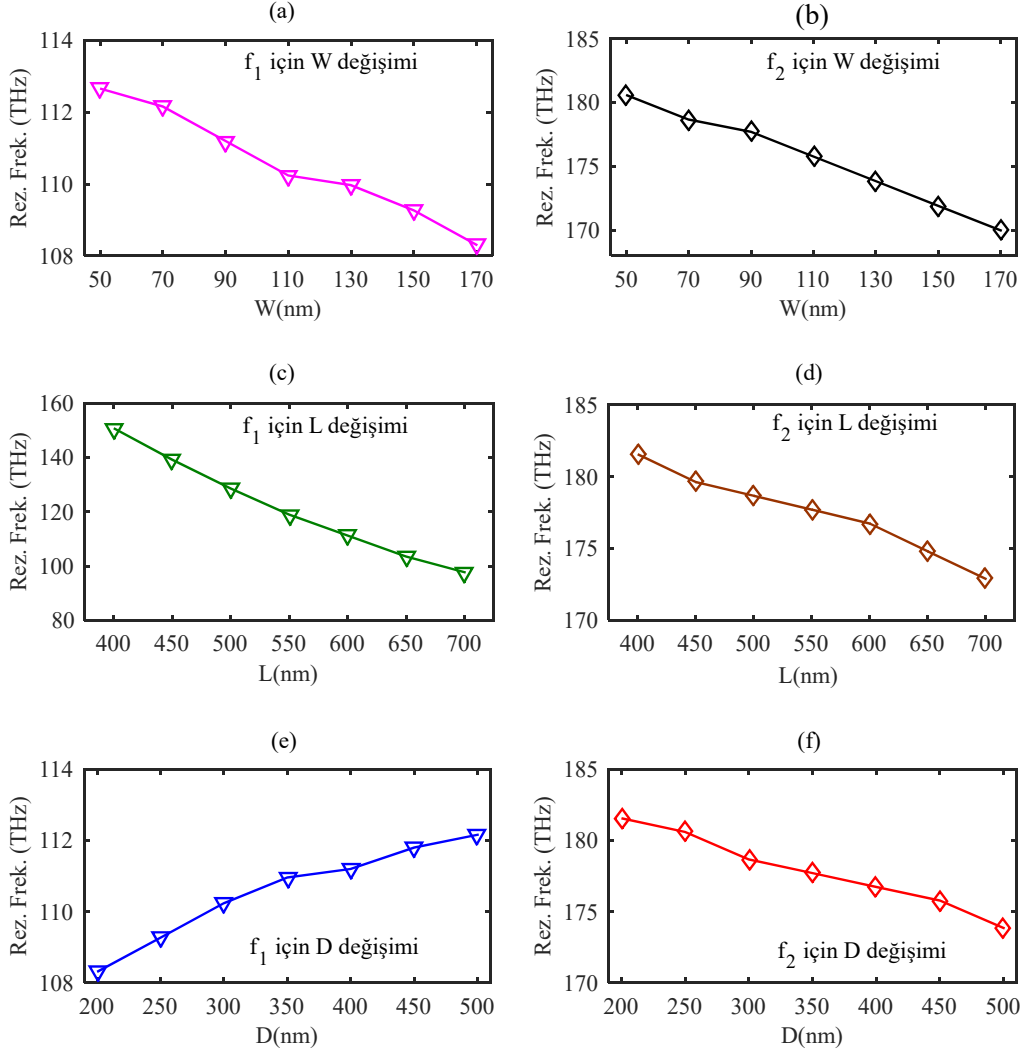 (a)
f1 için W değişimi
Rez. Frek. (THz)
114
112
110
108
50 70 90 110 130 150 170
W(nm)
(b)
f2 için W değişimi
Rez. Frek. (THz)
185
180
175
170
50 70 90 110 130 150 170
W(nm)
(c)
f1 için L değişimi
Rez. Frek. (THz)
160
140
120
100
80
400 450 500 550 600 650 700
L(nm)
(d)
f2 için L değişimi
Rez. Frek. (THz)
185
180
175
170
400 450 500 550 600 650 700
L(nm)
(e)
f1 için D değişimi
Rez. Frek. (THz)
114
112
110
108
200 250 300 350 400 450 500
D(nm)
(f)
f2 için D değişimi
Rez. Frek. (THz)
185
180
175
170
200 250 300 350 400 450 500
D(nm)